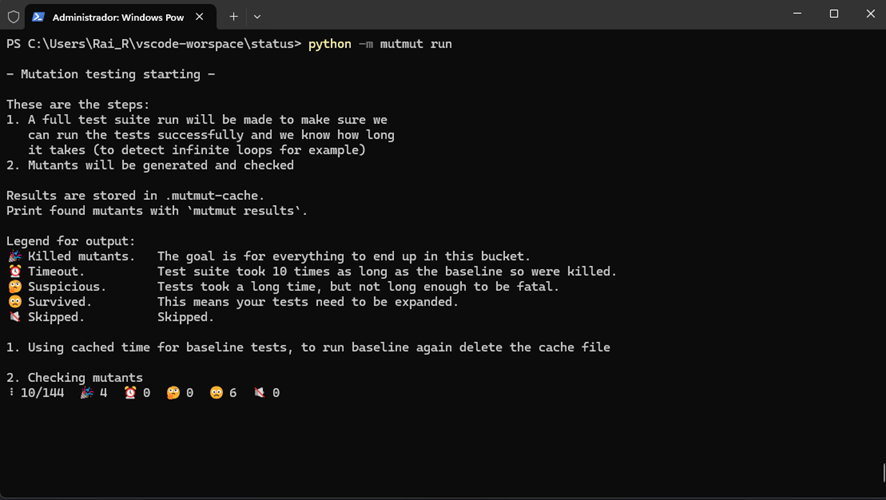 Administrador: Windows Pow
PS C:\Users\Rai_R\vscode-worspace\status> python -m mutmut run
- Mutation testing starting -
These are the steps:
1. A full test suite run will be made to make sure we
can run the tests successfully and we know how long
it takes (to detect infinite loops for example)
2. Mutants will be generated and checked
Results are stored in .mutmut-cache.
Print found mutants with `mutmut results`.
Legend for output:
🎉 Killed mutants. The goal is for everything to end up in this bucket.
⏰ Timeout. Test suite took 10 times as long as the baseline so were killed.
🤔 Suspicious. Tests took a long time, but not long enough to be fatal.
🙁 Survived. This means your tests need to be expanded.
🔇 Skipped. Skipped.
1. Using cached time for baseline tests, to run baseline again delete the cache file
2. Checking mutants
⠸ 10/144 🎉 4 ⏰ 0 🤔 0 🙁 6 🔇 0